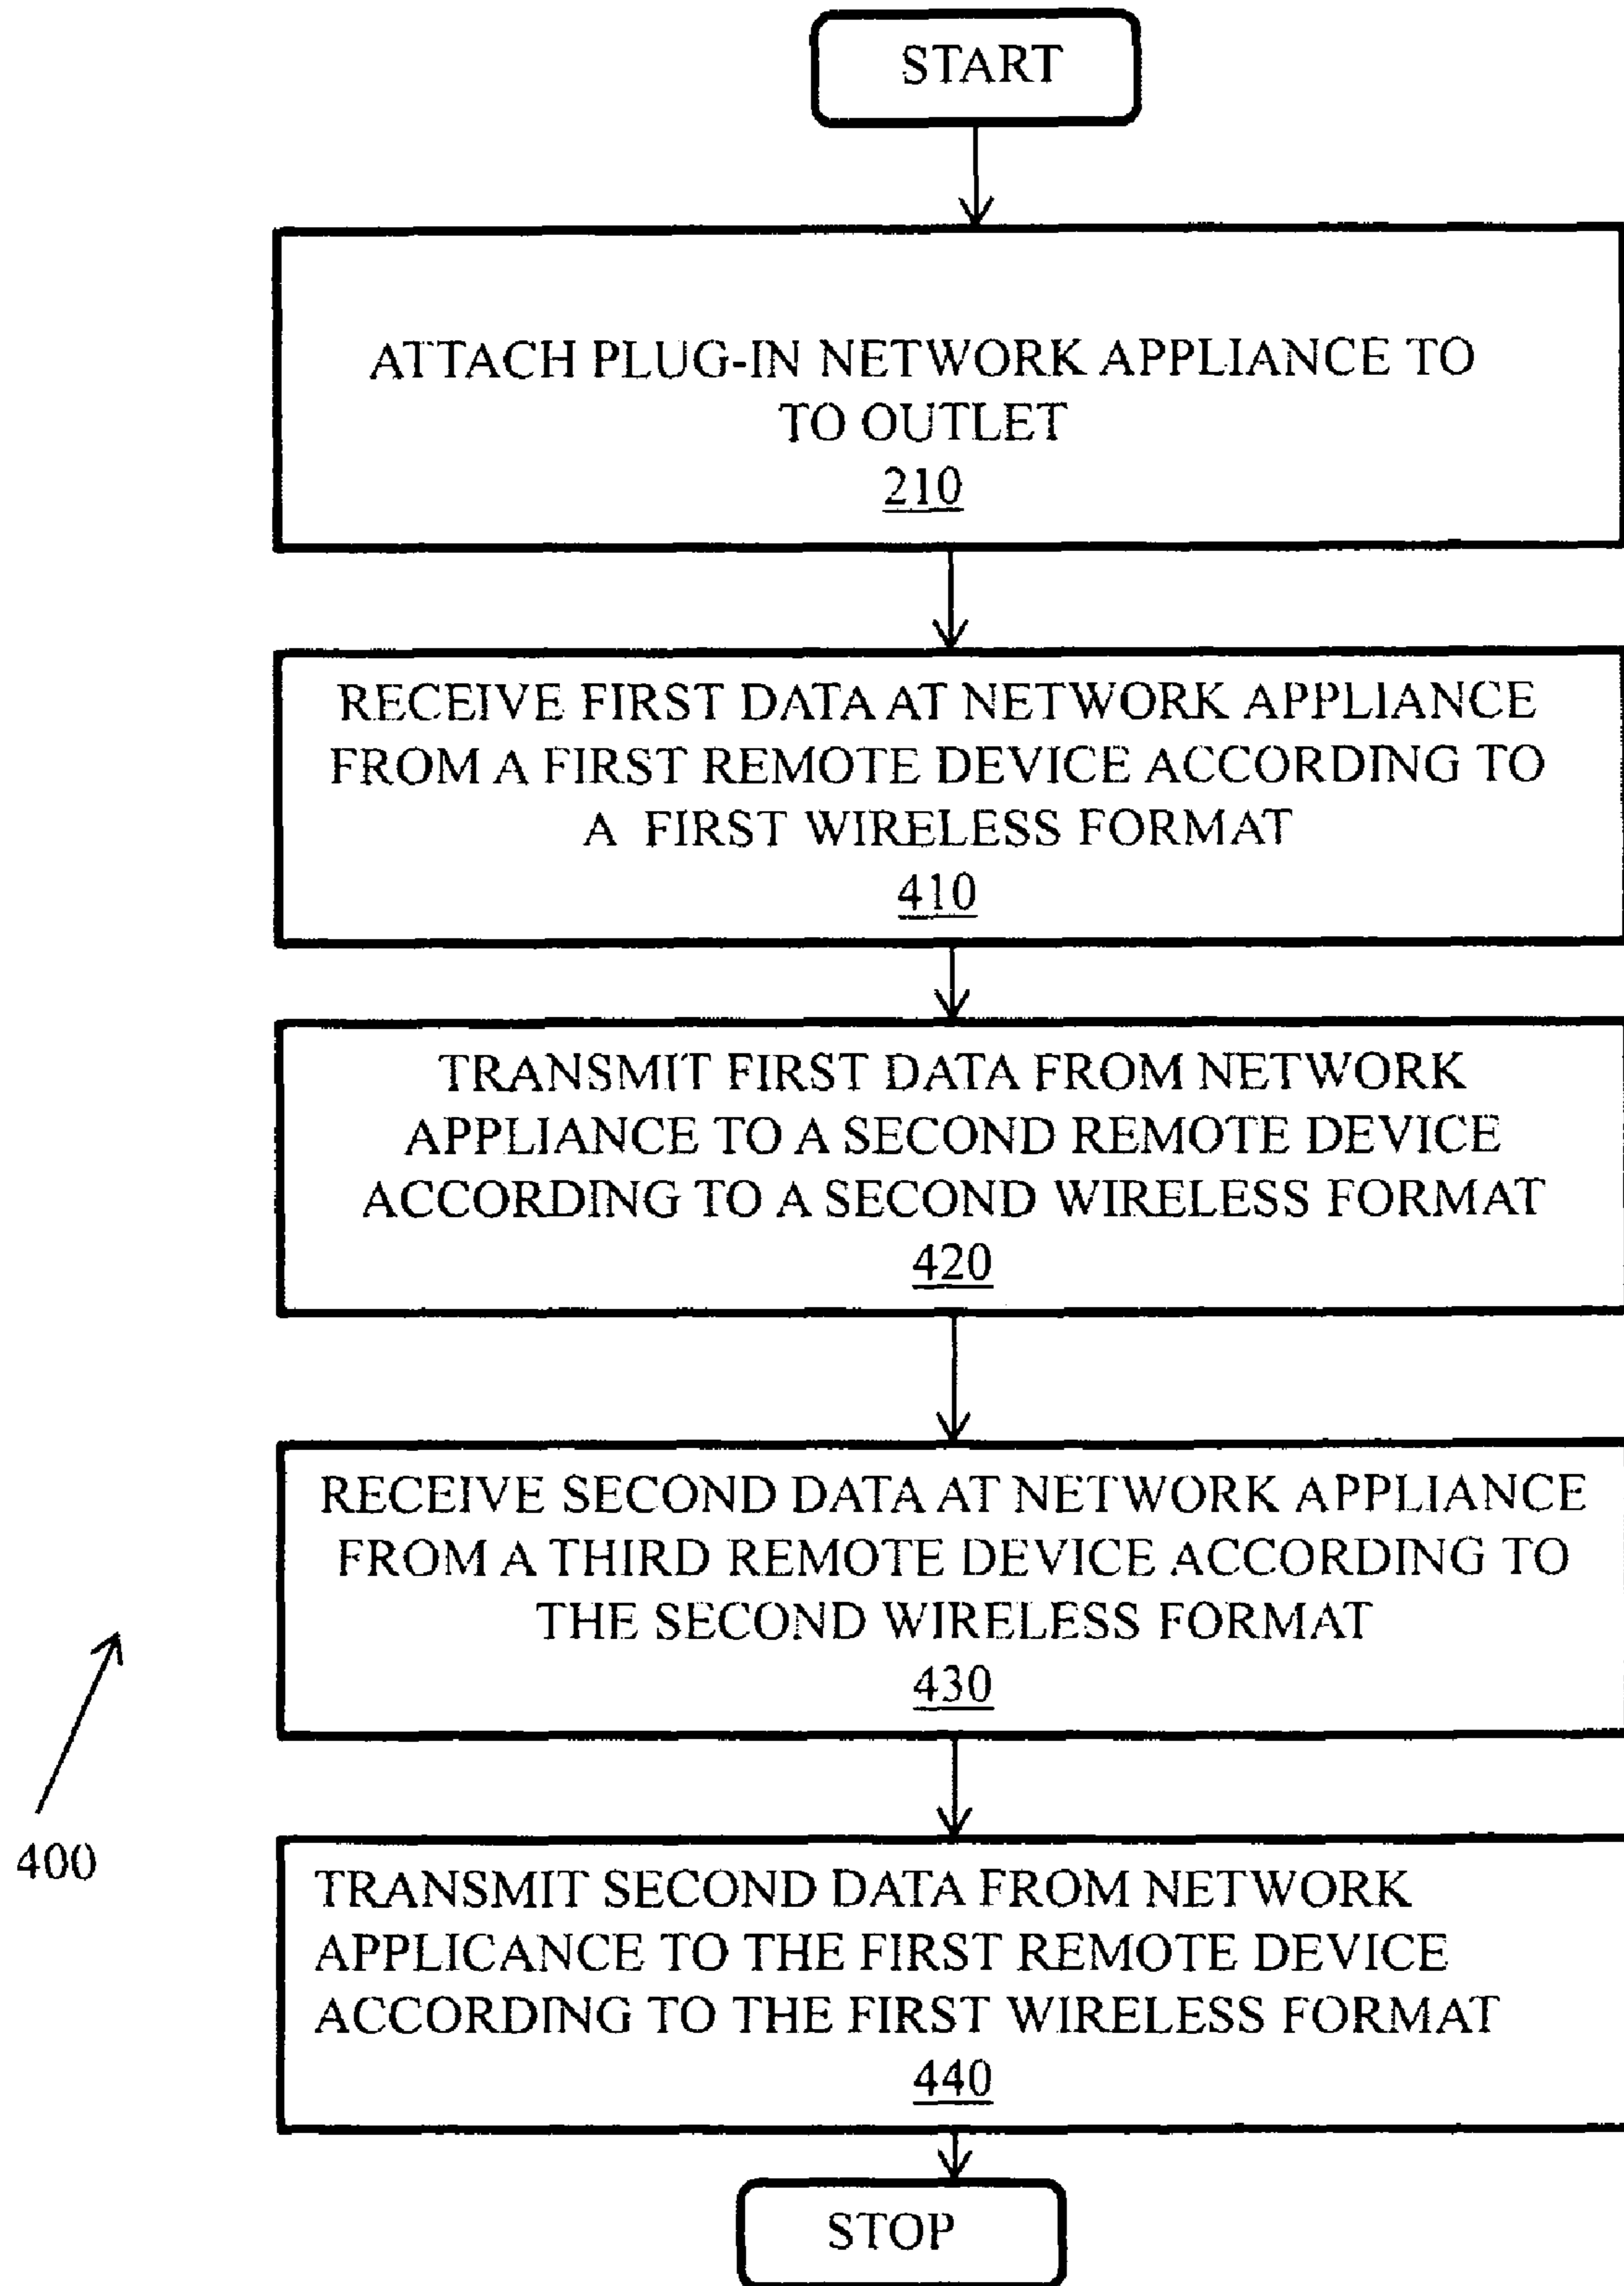 START
ATTACH PLUG-IN NETWORK APPLIANCE TO
TO OUTLET
210
RECEIVE FIRST DATA AT NETWORK APPLIANCE
FROM A FIRST REMOTE DEVICE ACCORDING TO
A FIRST WIRELESS FORMAT
410
TRANSMIT FIRST DATA FROM NETWORK
APPLIANCE TO A SECOND REMOTE DEVICE
ACCORDING TO A SECOND WIRELESS FORMAT
420
RECEIVE SECOND DATA AT NETWORK APPLIANCE
FROM A THIRD REMOTE DEVICE ACCORDING TO
THE SECOND WIRELESS FORMAT
430
400
TRANSMIT SECOND DATA FROM NETWORK
APPLICANCE TO THE FIRST REMOTE DEVICE
ACCORDING TO THE FIRST WIRELESS FORMAT
440
STOP